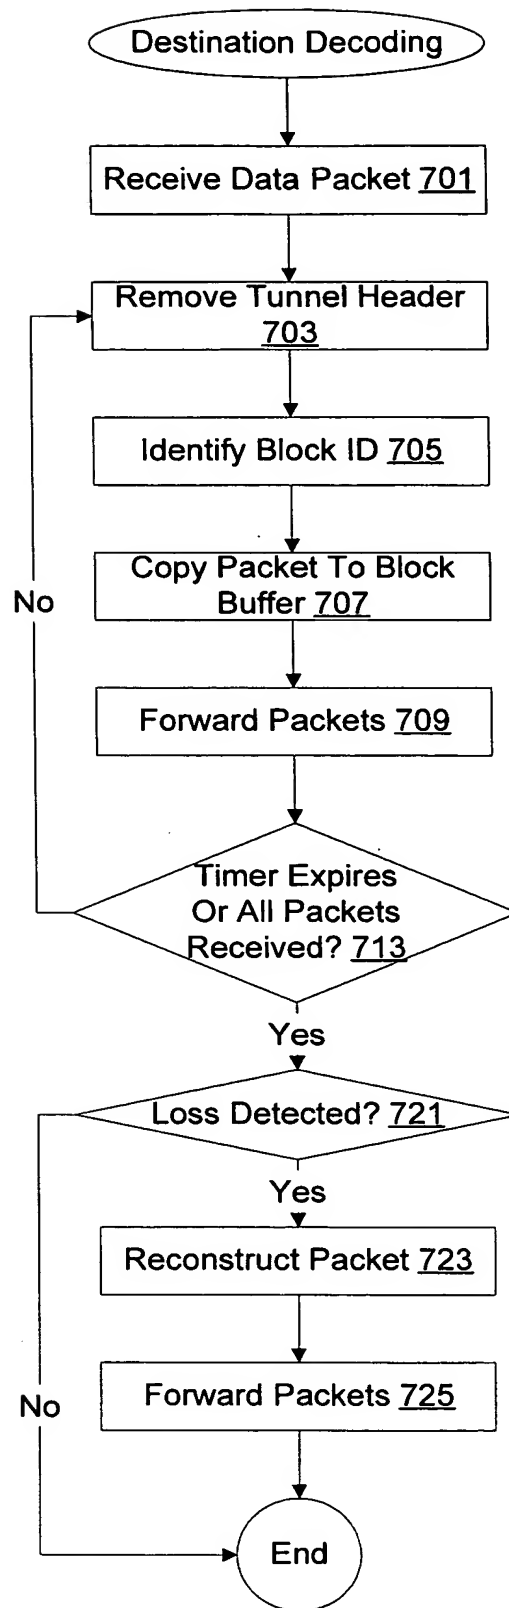 Destination Decoding
Receive Data Packet 701
Remove Tunnel Header
703
Identify Block ID 705
Copy Packet To Block
Buffer 707
No
Forward Packets 709
Timer Expires
Or All Packets
Received? 713
Yes
Loss Detected? 721
Yes
Reconstruct Packet 723
Forward Packets 725
No
End